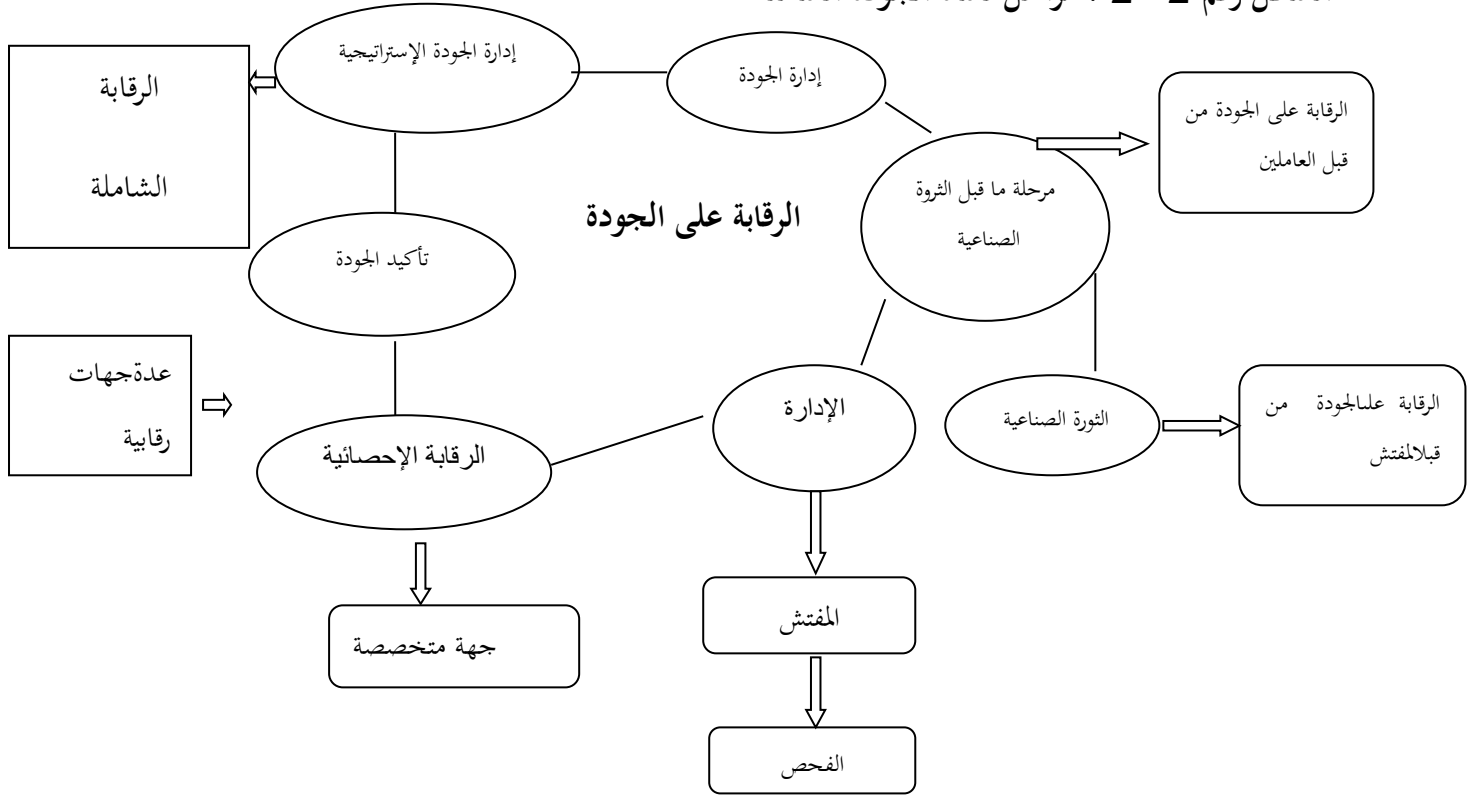 إدارة الجودة الإستراتيجية
إدارة الجودة
الرقابة
الشاملة
الرقابة على الجودة من
قبل العاملين
مرحلة ما قبل الثروة
الصناعية
الرقابة على الجودة
تأكيد الجودة
عدةجهات
رقابية
الإدارة
الثورة الصناعية
الرقابة علىالجودة من
قبلالمفتش
الرقابة الإحصائية
المفتش
جهة متخصصة
الفحص